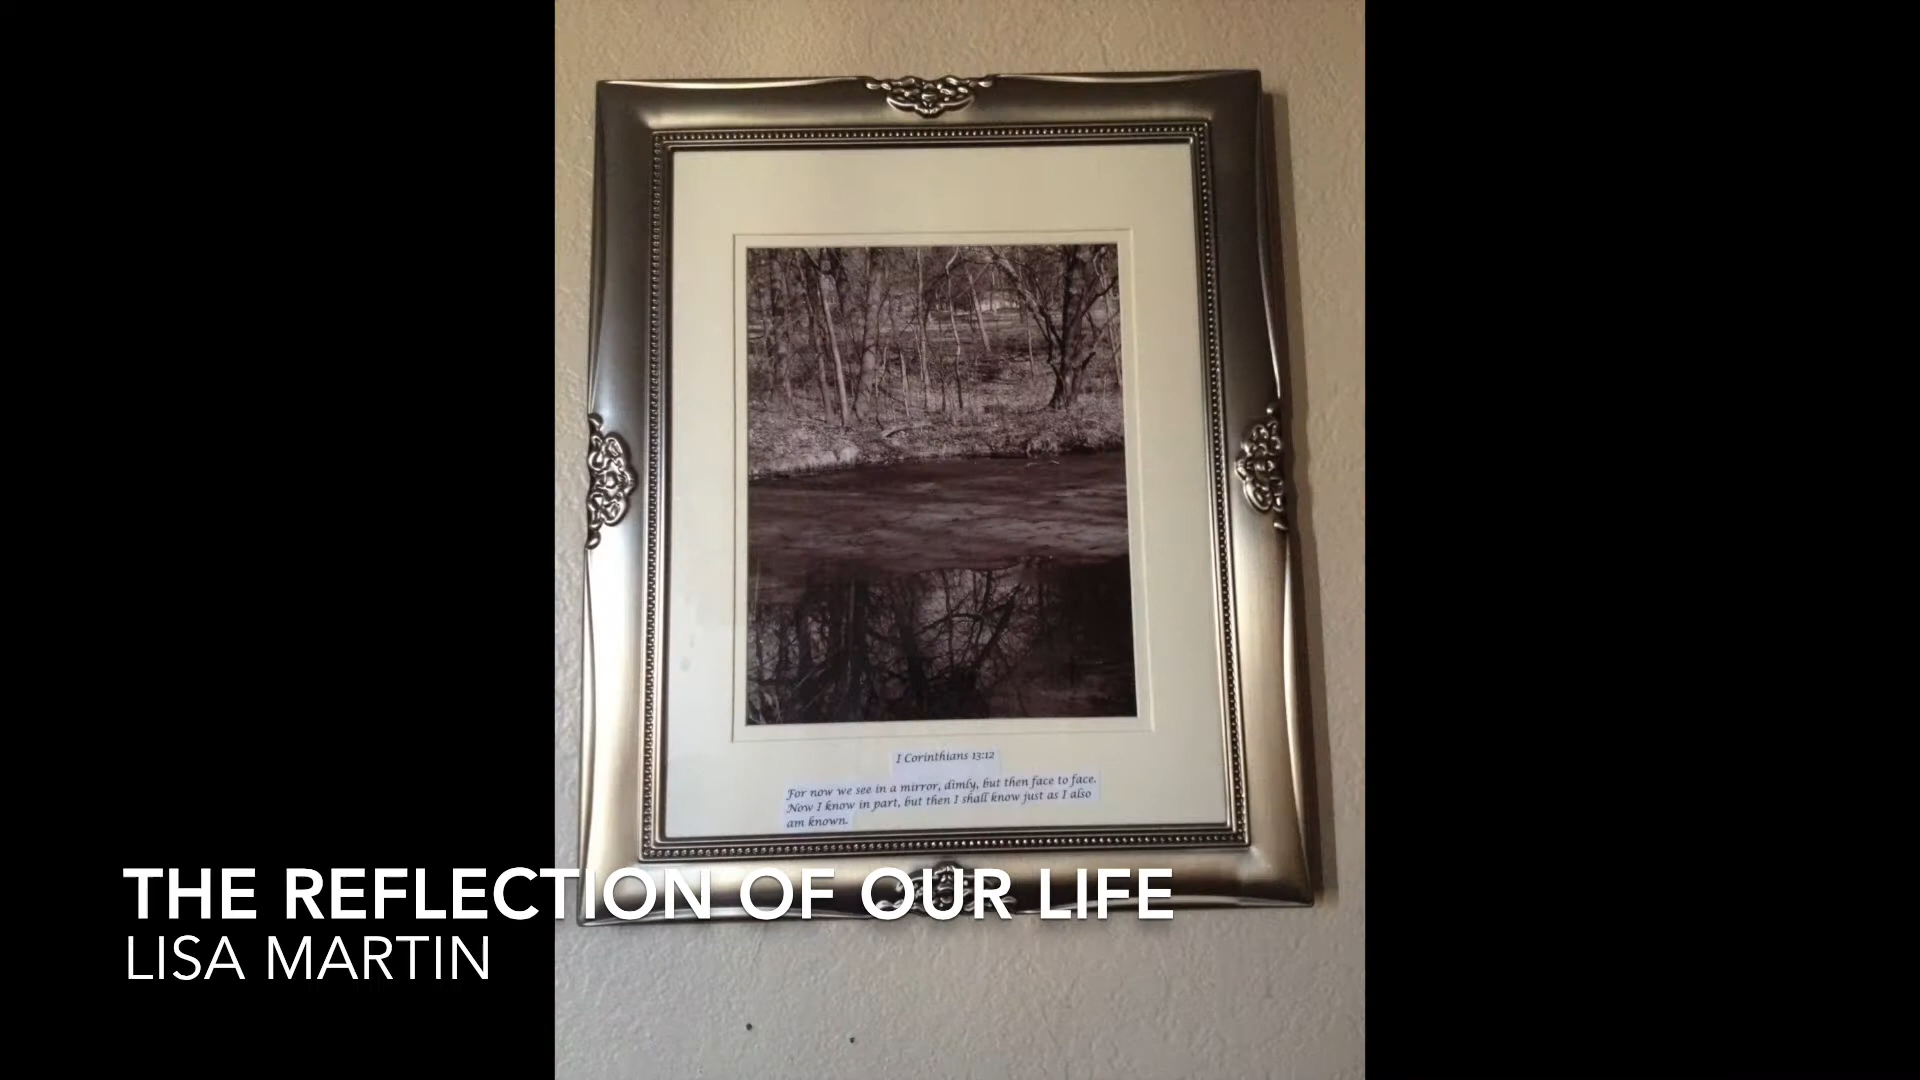 I Corinthians 13:12
For now we see in a mirror, dimly, but then face to face.
Now I know in part, but then I shall know just as I also
am known.
THE REFLECTION OF OUR LIFE
LISA MARTIN